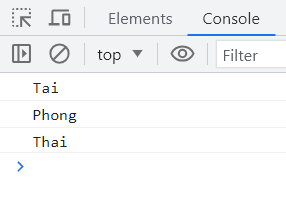 Elements Console
top Filter
Tai
Phong
Thai